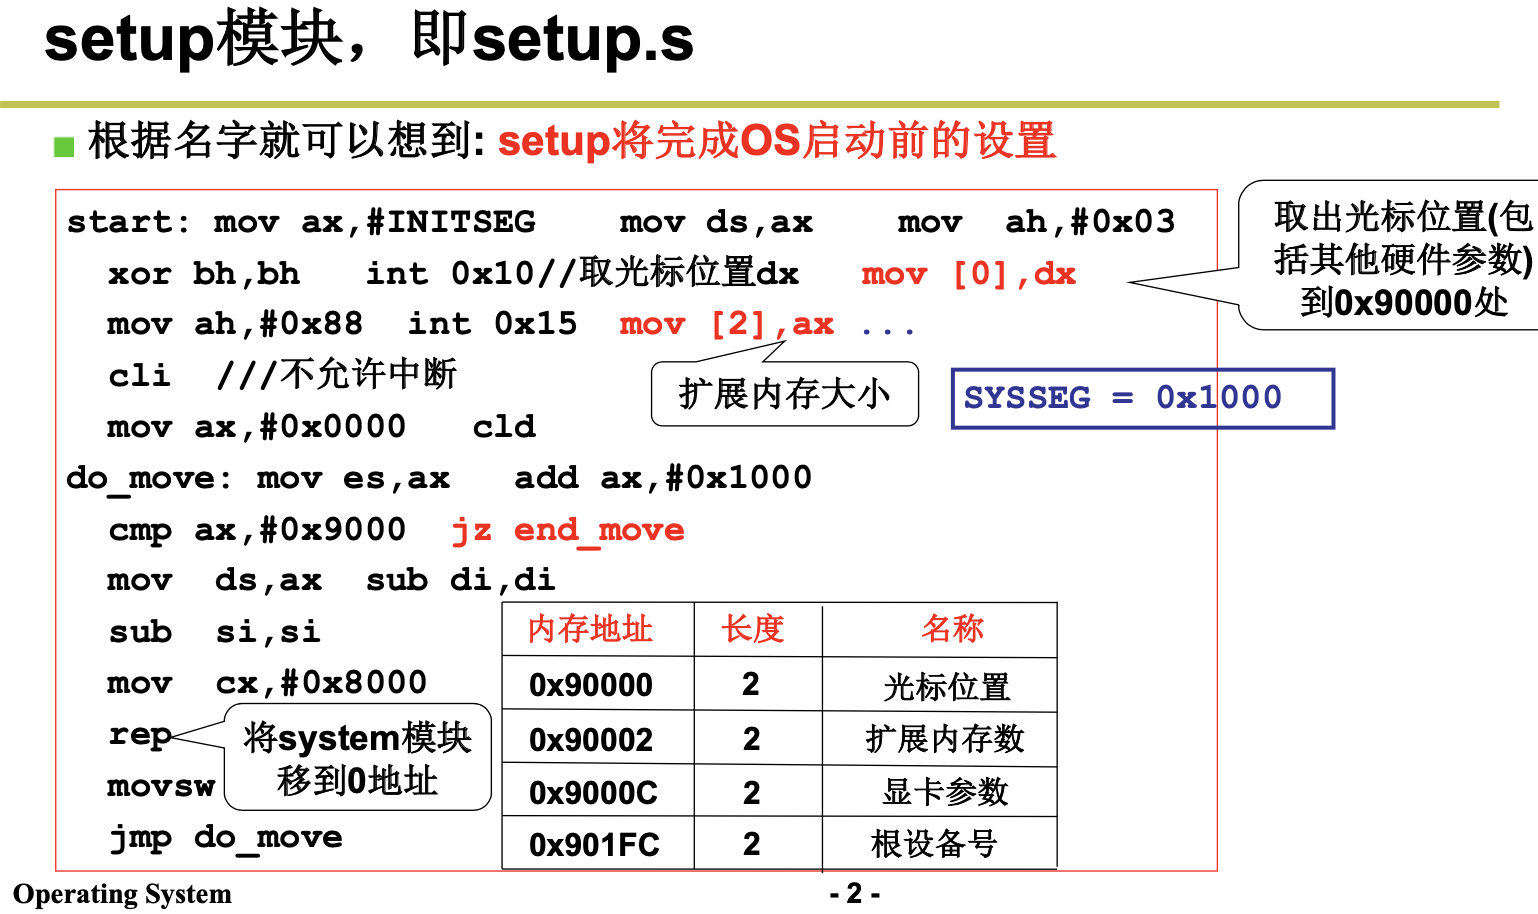 setup模块，即setup.s
根据名字就可以想到: setup将完成OS启动前的设置
start: mov ax,#INITSEG mov ds,ax mov ah,#0x03
xor bh,bh int 0x10//取光标位置dx mov [0],dx
mov ah,#0x88 int 0x15 mov [2],ax ...
cli ///不允许中断
mov ax,#0x0000 cld
do_move: mov es,ax add ax,#0x1000
cmp ax,#0x9000 jz end_move
mov ds,ax sub di,di
sub si,si
mov cx,#0x8000
rep
movsw
jmp do_move
取出光标位置(包
括其他硬件参数)
到0x90000处
扩展内存大小
SYSSEG = 0x1000
将system模块
移到0地址
内存地址 长度 名称
0x90000 2 光标位置
0x90002 2 扩展内存数
0x9000C 2 显卡参数
0x901FC 2 根设备号
Operating System
- 2 -